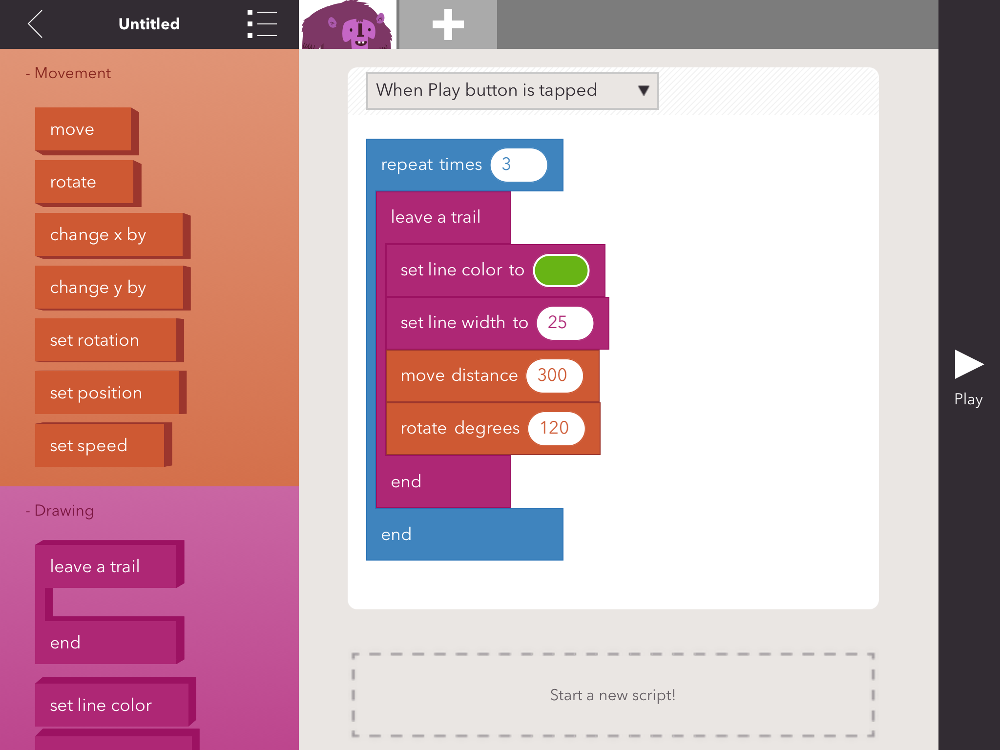 Untitled
- Movement
move
rotate
change x by
change y by
set rotation
set position
set speed
- Drawing
leave a trail
end
set line color
When Play button is tapped
repeat times 3
leave a trail
set line color to
set line width to 25
move distance 300
rotate degrees 120
end
end
Start a new script!
Play